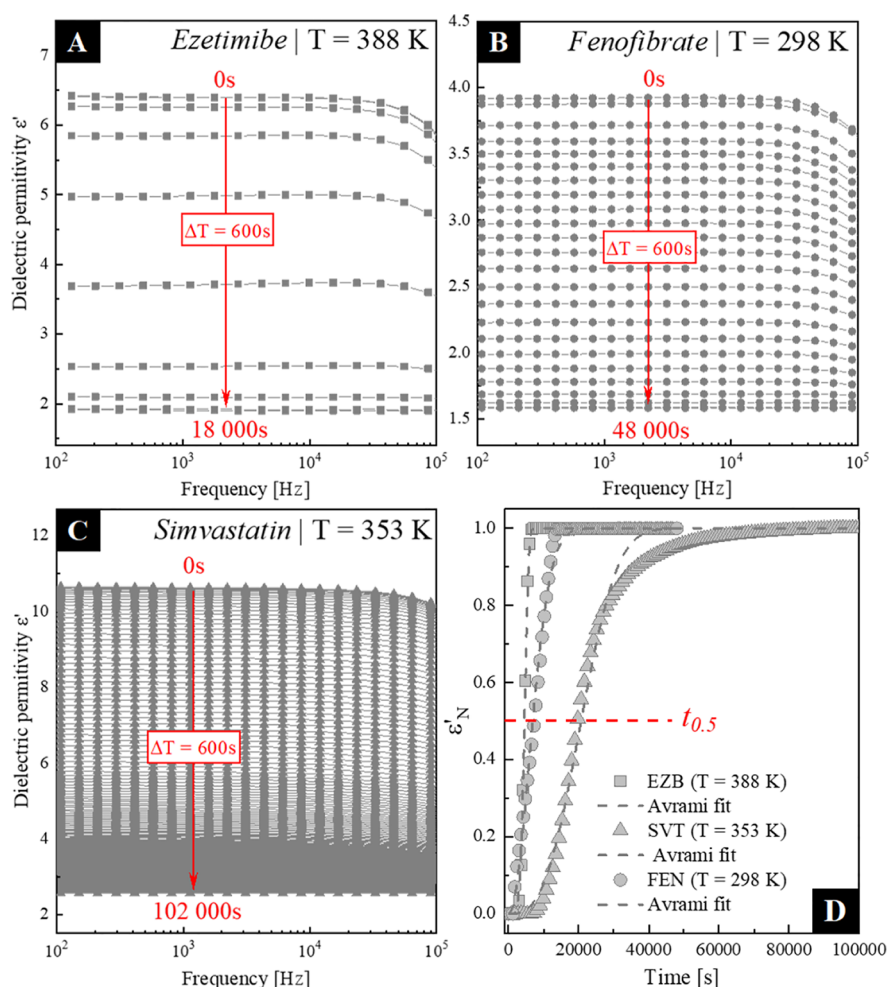 A
Ezetimibe | T = 388 K
7
6
5
4
3
2
Dielectric permitivity ε'
0s
ΔT = 600s
18 000s
10²
10³
10⁴
10⁵
Frequency [Hz]
B
Fenofibrate | T = 298 K
4.5
4.0
3.5
3.0
2.5
2.0
1.5
0s
ΔT = 600s
48 000s
10²
10³
10⁴
10⁵
Frequency [Hz]
C
Simvastatin | T = 353 K
12
10
8
6
4
2
Dielectric permitivity ε'
0s
ΔT = 600s
102 000s
10²
10³
10⁴
10⁵
Frequency [Hz]
1.0
0.8
0.6
0.4
0.2
0.0
ε'N
t0.5
EZB (T = 388 K)
Avrami fit
SVT (T = 353 K)
Avrami fit
FEN (T = 298 K)
Avrami fit
D
0
20000
40000
60000
80000
100000
Time [s]